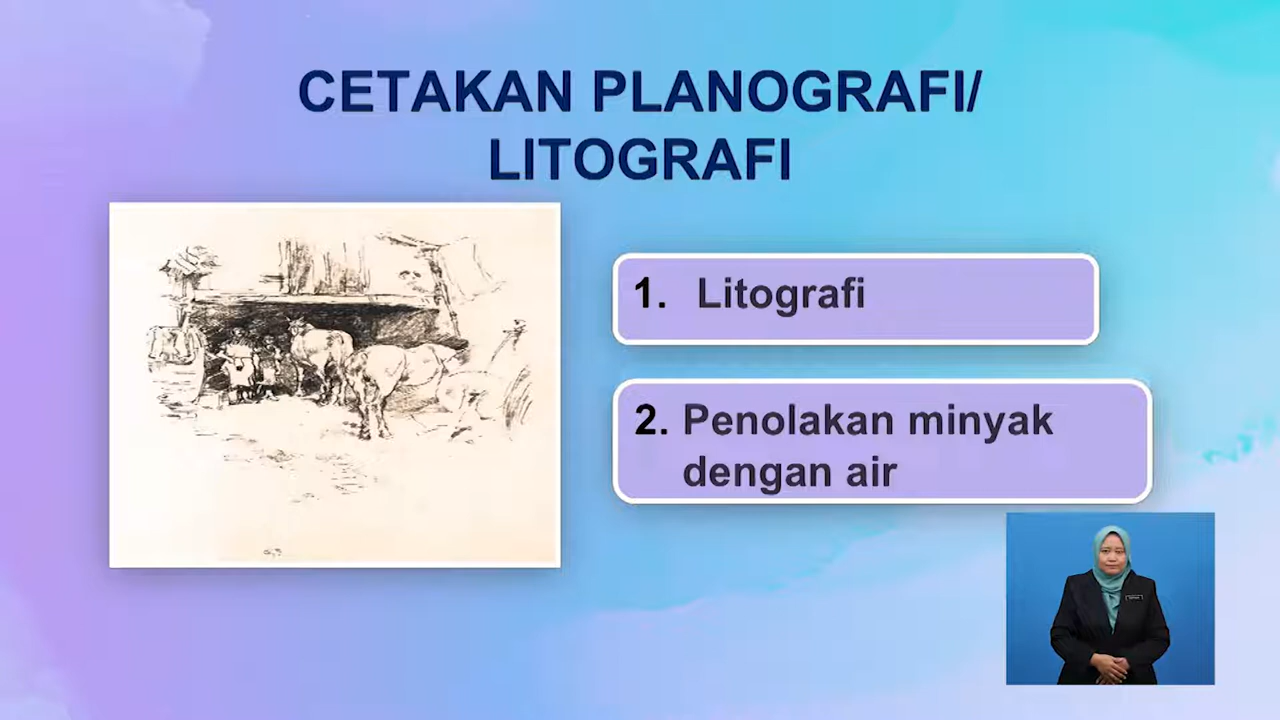 CETAKAN PLANOGRAFI/
LITOGRAFI
1. Litografi
2. Penolakan minyak
dengan air